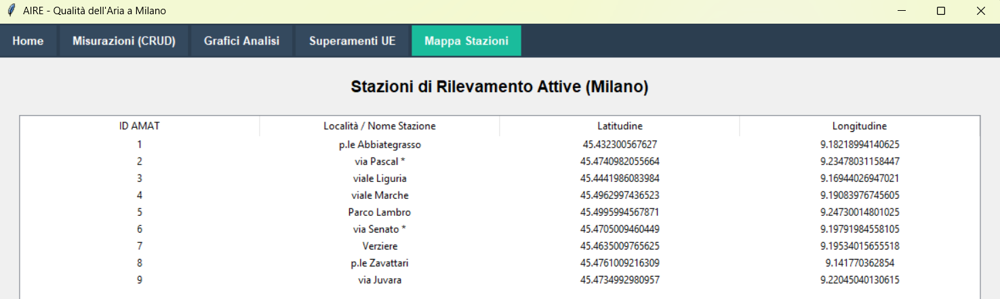 AIRE - Qualità dell'Aria a Milano
Home Misurazioni (CRUD) Grafici Analisi Superamenti UE Mappa Stazioni
Stazioni di Rilevamento Attive (Milano)
ID AMAT Località / Nome Stazione Latitudine Longitudine
1 p.le Abbiategrasso 45.432300567627 9.18218994140625
2 via Pascal * 45.4740982055664 9.23478031158447
3 viale Liguria 45.4441986083984 9.16944026947021
4 viale Marche 45.4962997436523 9.19083976745605
5 Parco Lambro 45.4995994567871 9.24730014801025
6 via Senato * 45.4705009460449 9.19791984558105
7 Verziere 45.4635009765625 9.19534015655518
8 p.le Zavattari 45.4761009216309 9.141770362854
9 via Juvara 45.4734992980957 9.22045040130615